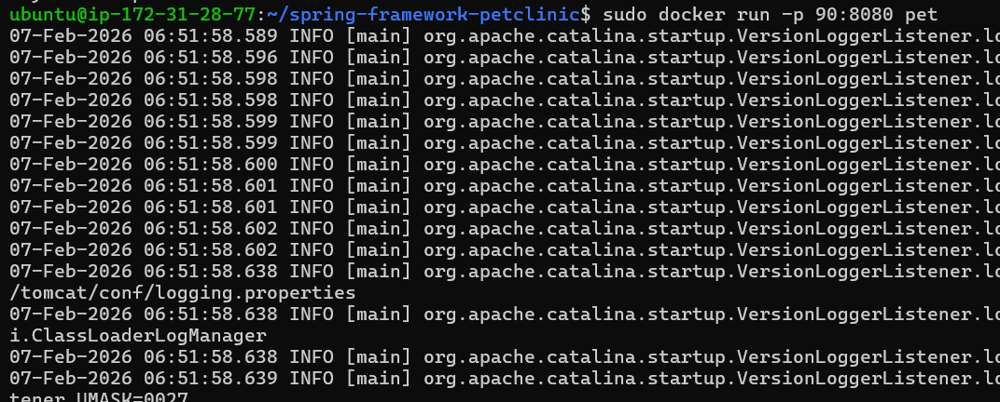 ubuntu@ip-172-31-28-77:~/spring-framework-petclinic$ sudo docker run -p 90:8080 pet
07-Feb-2026 06:51:58.589 INFO [main] org.apache.catalina.startup.VersionLoggerListener.lo
07-Feb-2026 06:51:58.596 INFO [main] org.apache.catalina.startup.VersionLoggerListener.lo
07-Feb-2026 06:51:58.598 INFO [main] org.apache.catalina.startup.VersionLoggerListener.lo
07-Feb-2026 06:51:58.598 INFO [main] org.apache.catalina.startup.VersionLoggerListener.lo
07-Feb-2026 06:51:58.599 INFO [main] org.apache.catalina.startup.VersionLoggerListener.lo
07-Feb-2026 06:51:58.599 INFO [main] org.apache.catalina.startup.VersionLoggerListener.lo
07-Feb-2026 06:51:58.600 INFO [main] org.apache.catalina.startup.VersionLoggerListener.lo
07-Feb-2026 06:51:58.601 INFO [main] org.apache.catalina.startup.VersionLoggerListener.lo
07-Feb-2026 06:51:58.601 INFO [main] org.apache.catalina.startup.VersionLoggerListener.lo
07-Feb-2026 06:51:58.602 INFO [main] org.apache.catalina.startup.VersionLoggerListener.lo
07-Feb-2026 06:51:58.602 INFO [main] org.apache.catalina.startup.VersionLoggerListener.lo
07-Feb-2026 06:51:58.638 INFO [main] org.apache.catalina.startup.VersionLoggerListener.lo
/tomcat/conf/logging.properties
07-Feb-2026 06:51:58.638 INFO [main] org.apache.catalina.startup.VersionLoggerListener.lo
i.ClassLoaderLogManager
07-Feb-2026 06:51:58.638 INFO [main] org.apache.catalina.startup.VersionLoggerListener.lo
07-Feb-2026 06:51:58.639 INFO [main] org.apache.catalina.startup.VersionLoggerListener.lo
tener.UMASK=0027